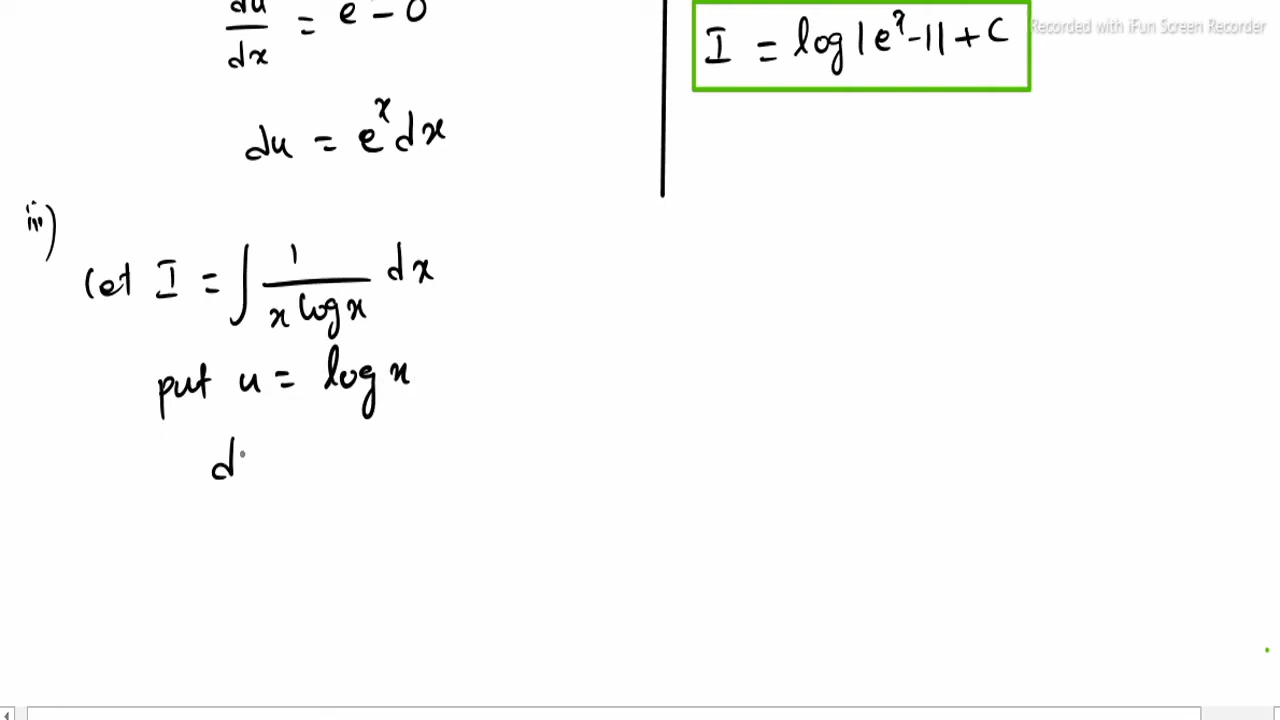 du/dx = e - 0
du = e^x dx
iii)
Let I = ∫ 1/(x log x) dx
put u = log x
d
I = log|e^x - 1| + C
Recorded with iFun Screen Recorder